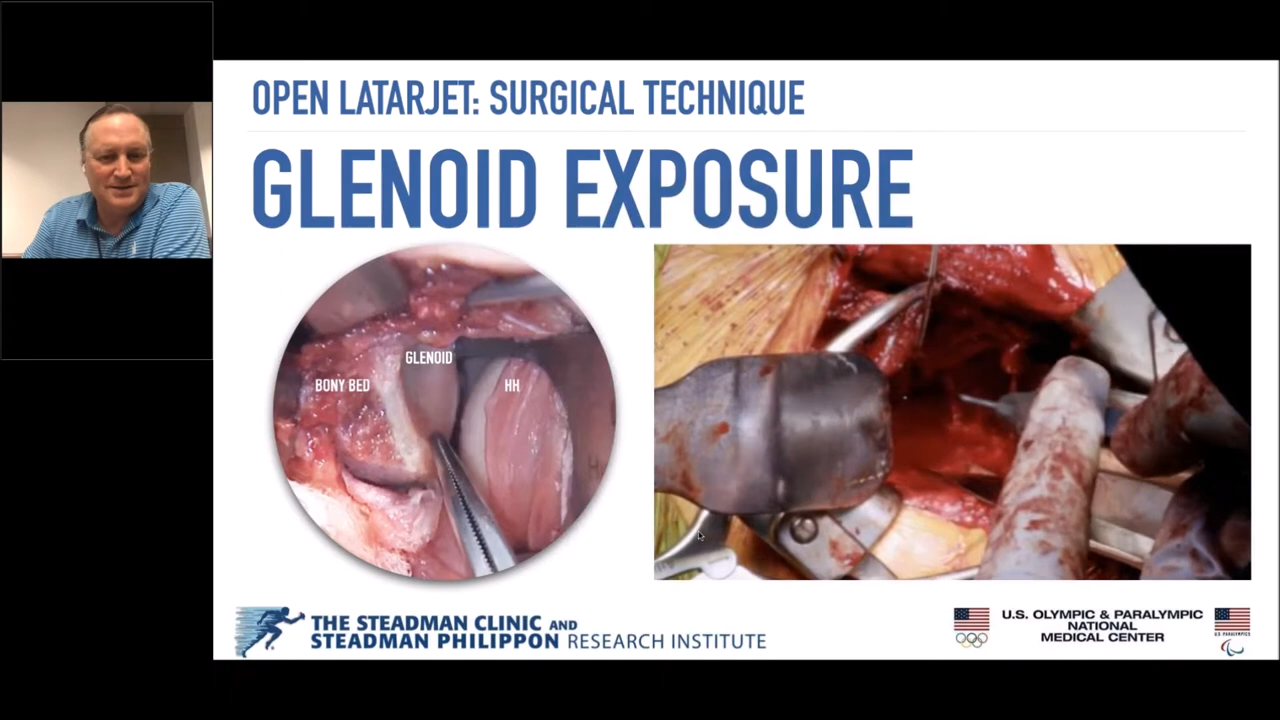 OPEN LATARJET: SURGICAL TECHNIQUE
GLENOID EXPOSURE
GLENOID
BONY BED
HH
THE STEADMAN CLINIC AND
STEADMAN PHILIPPON RESEARCH INSTITUTE
U.S. OLYMPIC & PARALYMPIC
NATIONAL
MEDICAL CENTER
U.S. PARALYMPICS